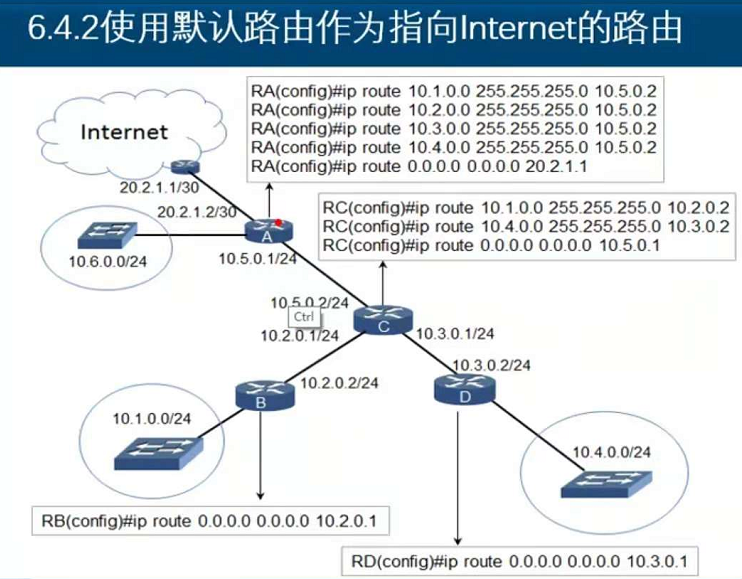 6.4.2使用默认路由作为指向Internet的路由
RA(config)#ip route 10.1.0.0 255.255.255.0 10.5.0.2
RA(config)#ip route 10.2.0.0 255.255.255.0 10.5.0.2
RA(config)#ip route 10.3.0.0 255.255.255.0 10.5.0.2
RA(config)#ip route 10.4.0.0 255.255.255.0 10.5.0.2
RA(config)#ip route 0.0.0.0 0.0.0.0 20.2.1.1
Internet
20.2.1.1/30
20.2.1.2/30
A
10.6.0.0/24
10.5.0.1/24
RC(config)#ip route 10.1.0.0 255.255.255.0 10.2.0.2
RC(config)#ip route 10.4.0.0 255.255.255.0 10.3.0.2
RC(config)#ip route 0.0.0.0 0.0.0.0 10.5.0.1
10.5.0.2/24
Ctrl
10.2.0.1/24
C
10.3.0.1/24
10.3.0.2/24
10.2.0.2/24
B
D
10.1.0.0/24
10.4.0.0/24
RB(config)#ip route 0.0.0.0 0.0.0.0 10.2.0.1
RD(config)#ip route 0.0.0.0 0.0.0.0 10.3.0.1